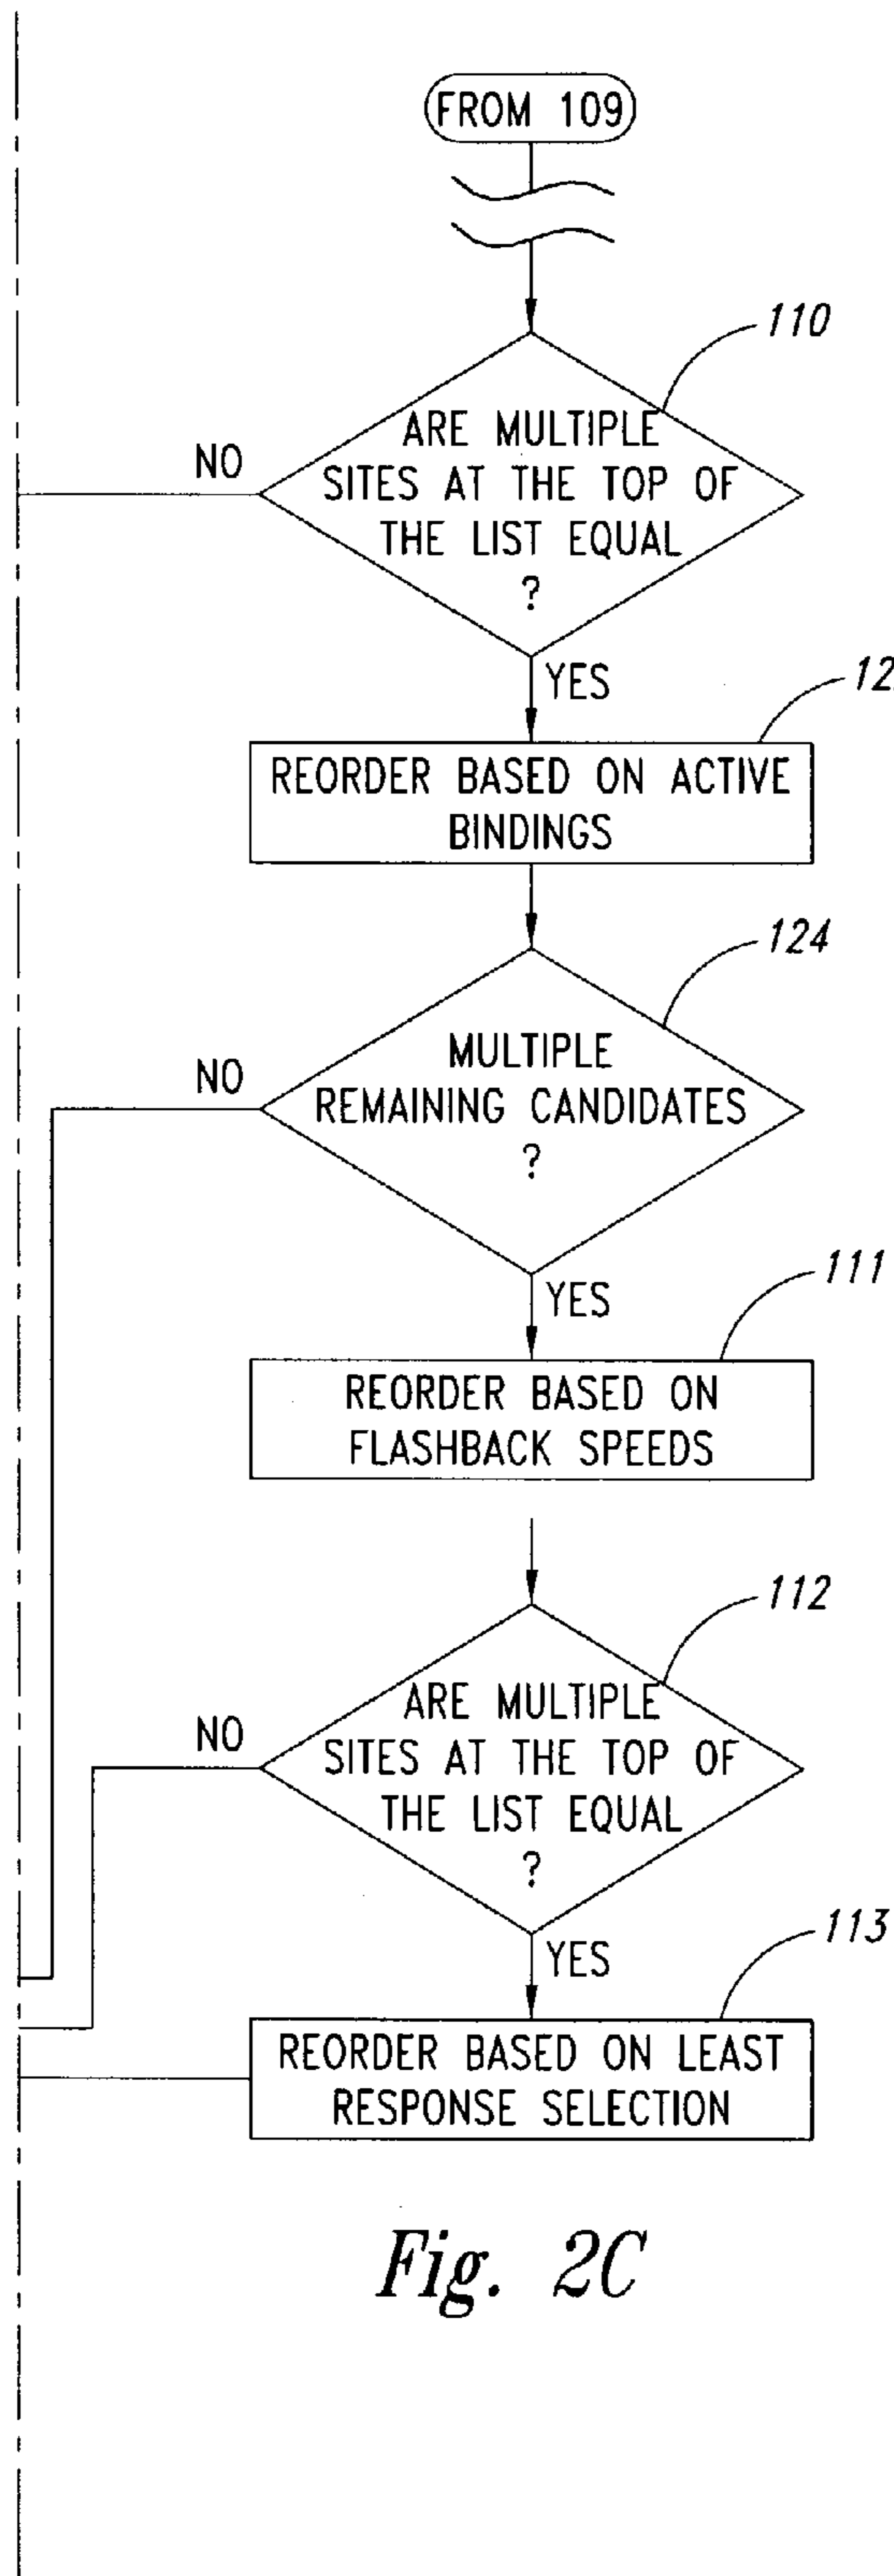 FROM 109
110
ARE MULTIPLE
SITES AT THE TOP OF
THE LIST EQUAL
?
NO
YES
REORDER BASED ON ACTIVE
BINDINGS
124
MULTIPLE
REMAINING CANDIDATES
?
NO
YES
111
REORDER BASED ON
FLASHBACK SPEEDS
112
ARE MULTIPLE
SITES AT THE TOP OF
THE LIST EQUAL
?
NO
YES
113
REORDER BASED ON LEAST
RESPONSE SELECTION
Fig. 2C